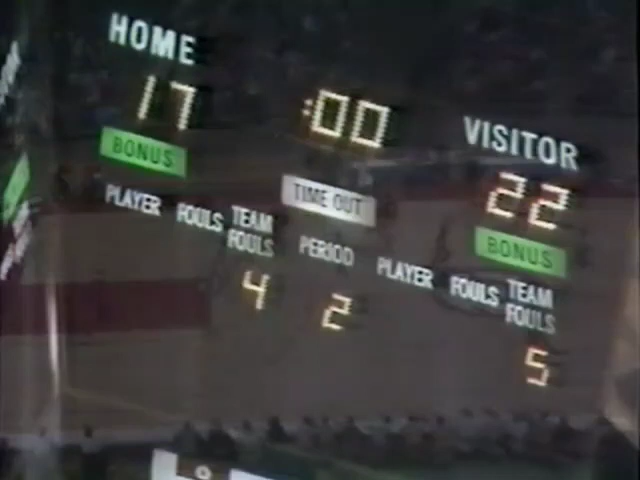 HOME
17
:00
VISITOR
22
BONUS
TIME OUT
BONUS
PLAYER FOULS TEAM FOULS
4
PERIOD
2
PLAYER FOULS TEAM FOULS
5